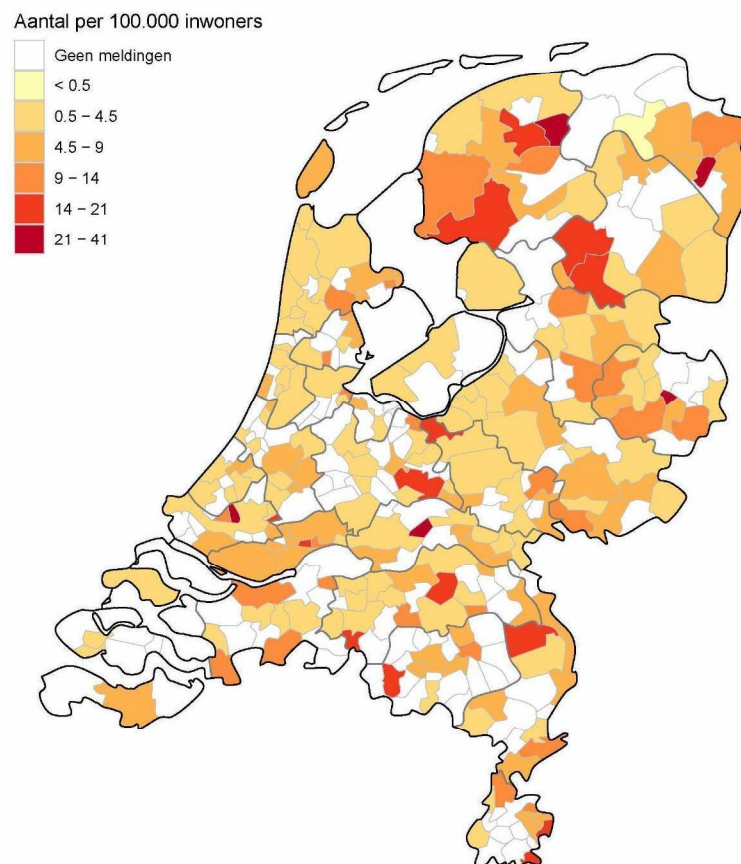 Aantal per 100.000 inwoners
Geen meldingen
< 0.5
0.5 − 4.5
4.5 − 9
9 − 14
14 − 21
21 − 41